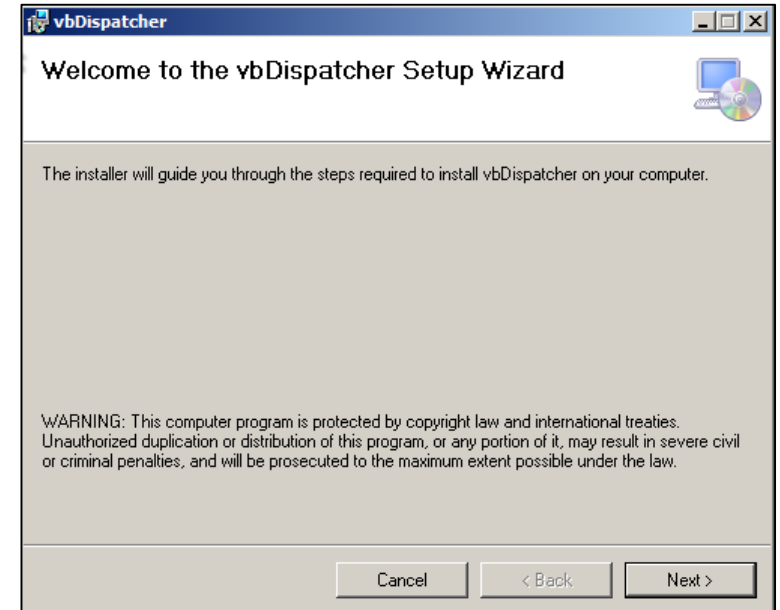 vbDispatcher
Welcome to the vbDispatcher Setup Wizard
The installer will guide you through the steps required to install vbDispatcher on your computer.
WARNING: This computer program is protected by copyright law and international treaties.
Unauthorized duplication or distribution of this program, or any portion of it, may result in severe civil
or criminal penalties, and will be prosecuted to the maximum extent possible under the law.
Cancel
< Back
Next >